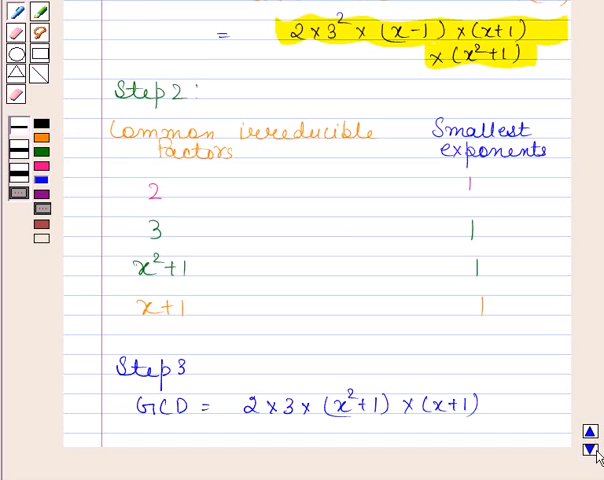 = 2 × 3² × (x-1) × (x+1)
× (x²+1)
Step 2:
Common irreducible Smallest
factors exponents
2 1
3 1
x²+1 1
x+1 1
Step 3
GCD = 2 × 3 × (x²+1) × (x+1)